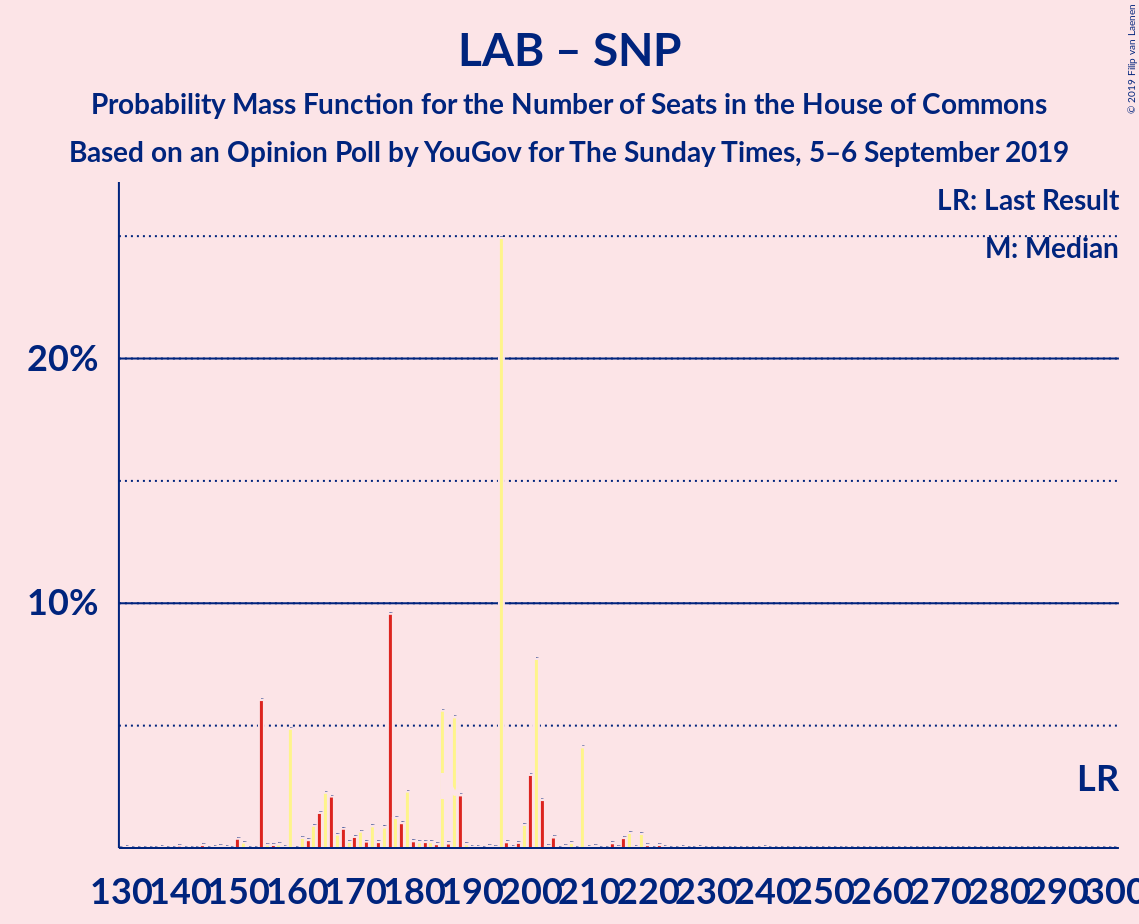 LAB – SNP
Probability Mass Function for the Number of Seats in the House of Commons
Based on an Opinion Poll by YouGov for The Sunday Times, 5–6 September 2019
© 2019 Filip van Laenen
LR: Last Result
M: Median
20%
10%
LR
130 140 150 160 170 180 190 200 210 220 230 240 250 260 270 280 290 300